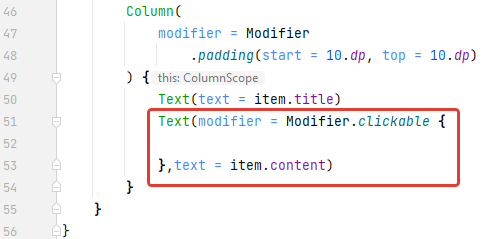 46 Column(
47 modifier = Modifier
48 .padding(start = 10.dp, top = 10.dp)
49 ) { this: ColumnScope
50 Text(text = item.title)
51 Text(modifier = Modifier.clickable {
52
53 },text = item.content)
54 }
55 }
56 }